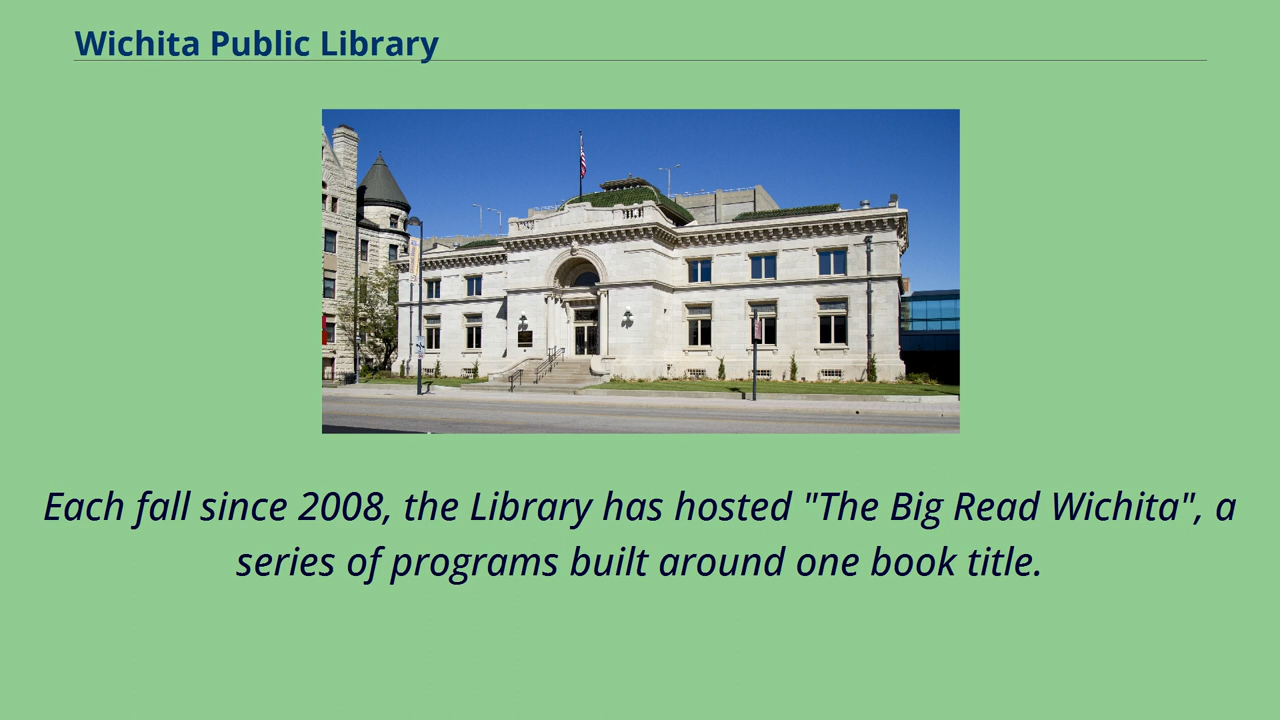 Wichita Public Library
Each fall since 2008, the Library has hosted "The Big Read Wichita", a
series of programs built around one book title.